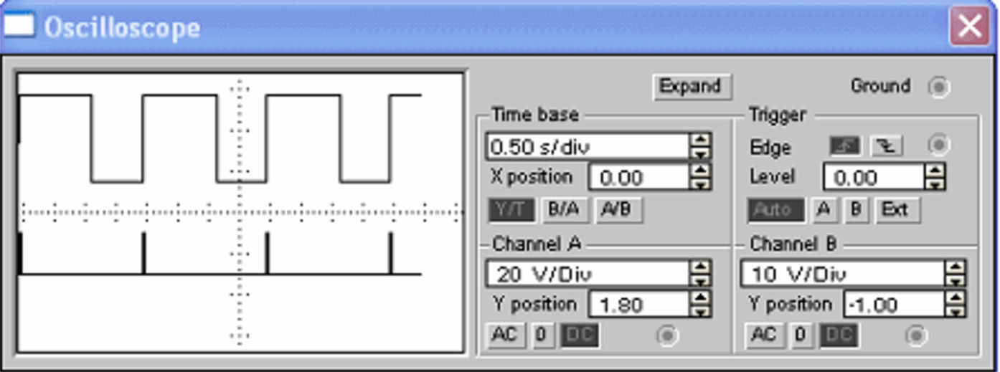 Oscilloscope
Expand Ground
Time base Trigger
0.50 s/div Edge
X position 0.00 Level 0.00
Y/T B/A A/B Auto A B Ext
Channel A Channel B
20 V/Div 10 V/Div
Y position 1.80 Y position -1.00
AC 0 DC AC 0 DC